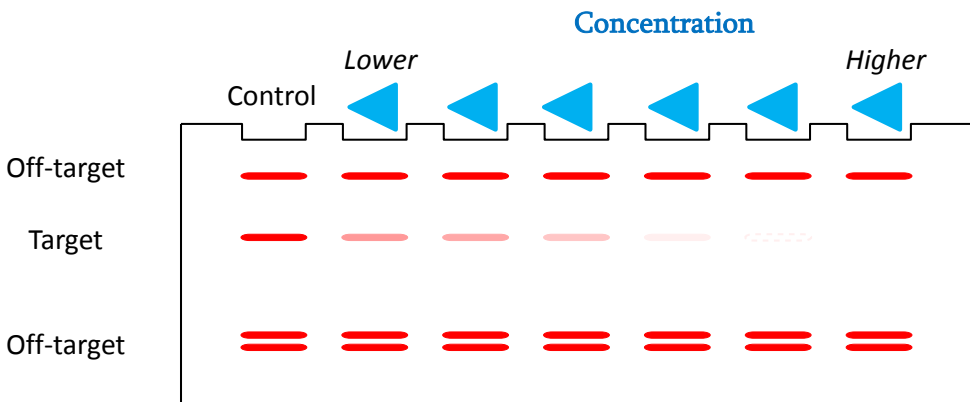 Concentration
Lower
Higher
Control
Off-target
Target
Off-target